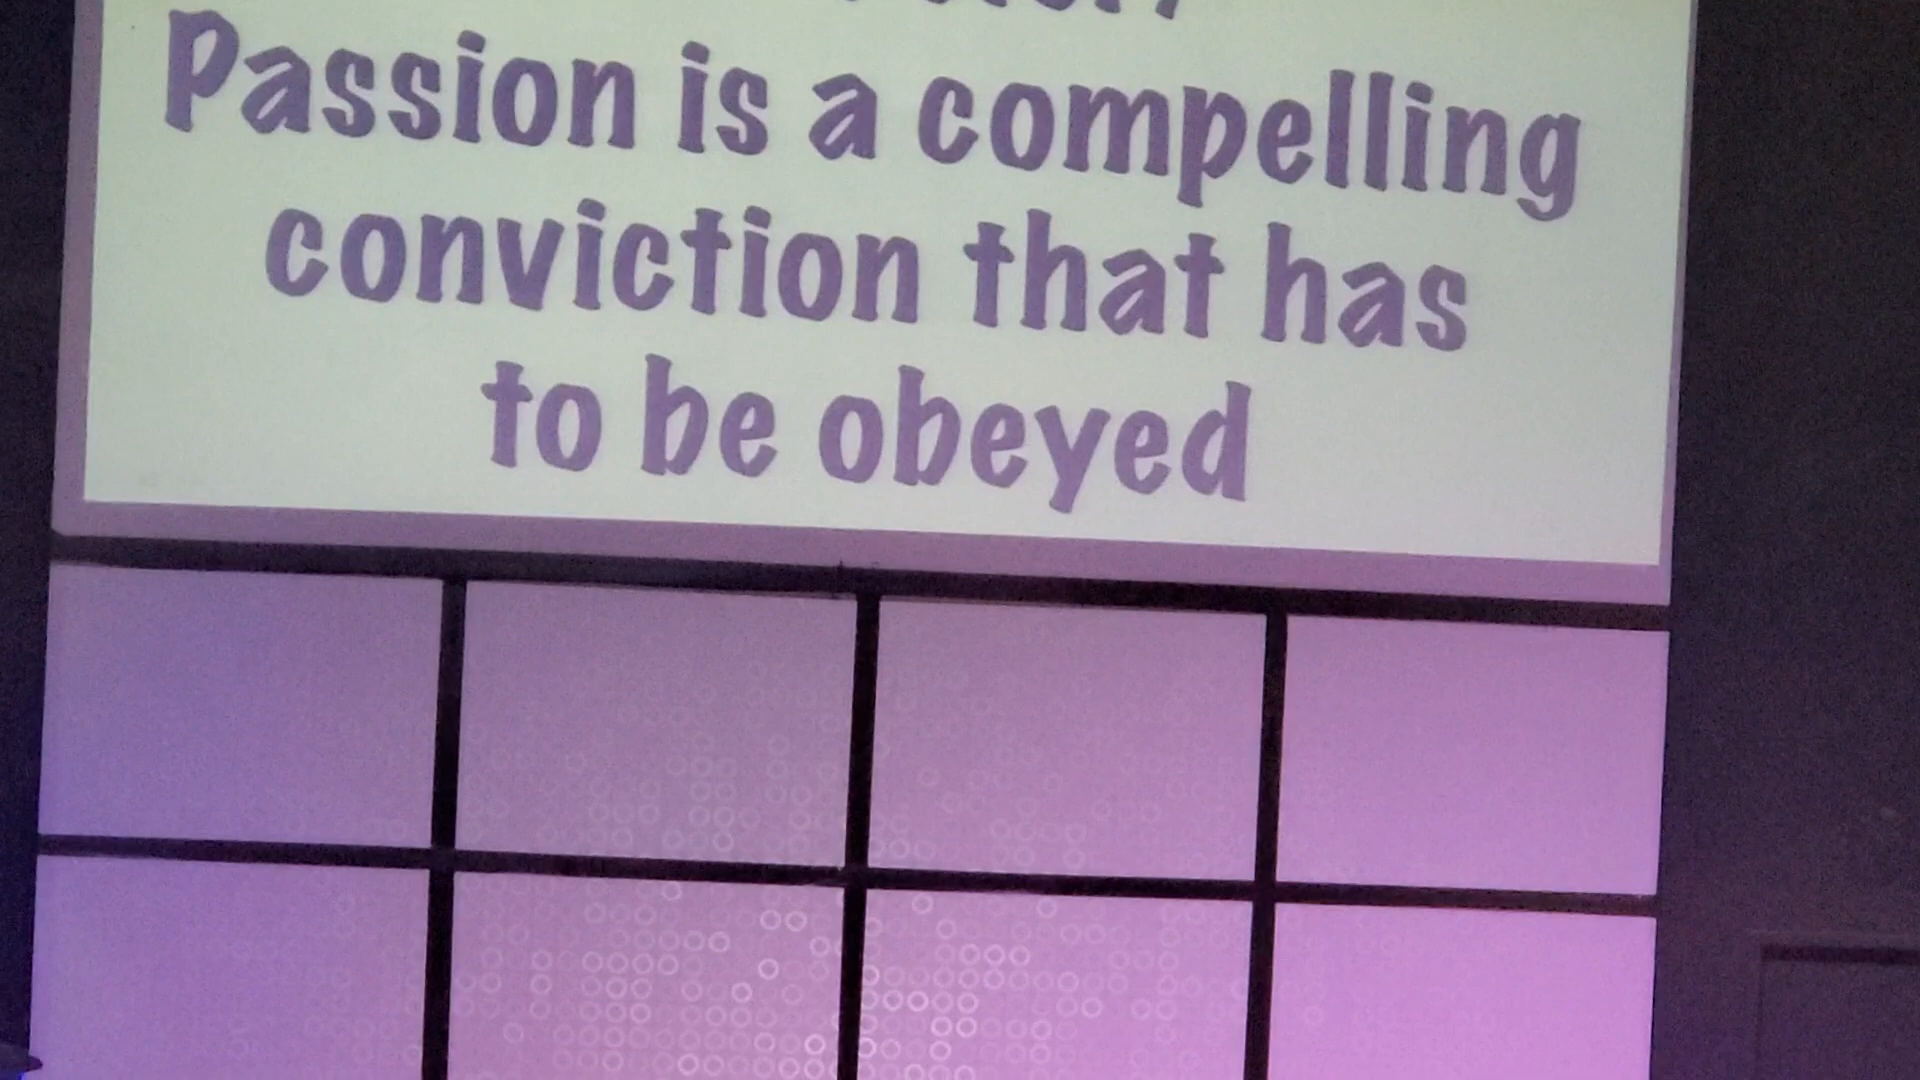 Passion is a compelling
conviction that has
to be obeyed